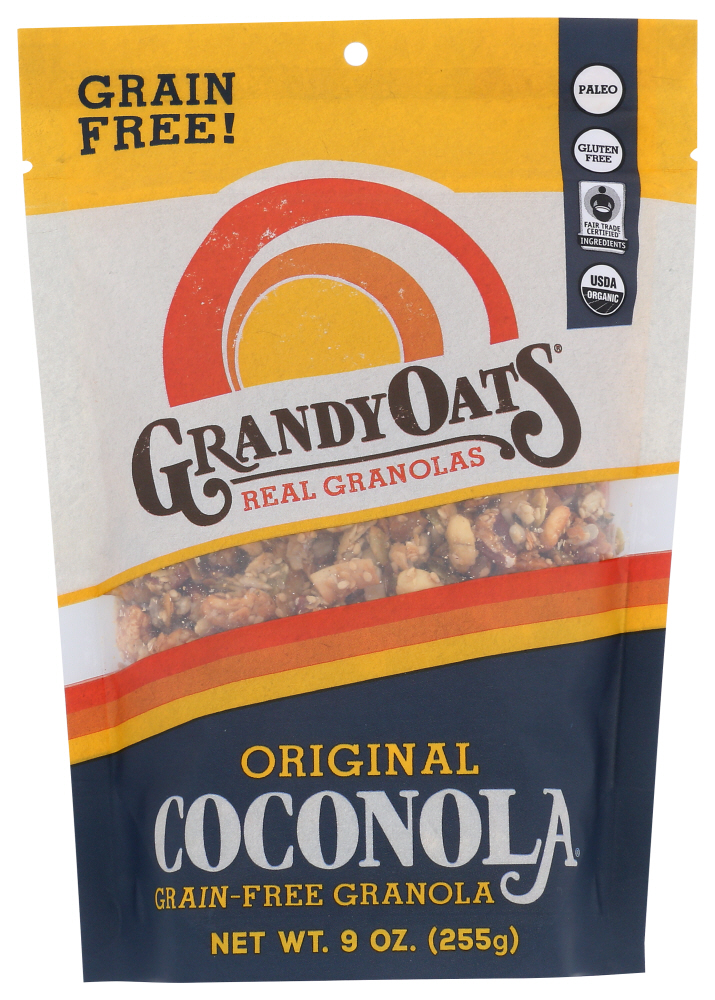 GRAIN
FREE!
PALEO
GLUTEN
FREE
FAIR TRADE
CERTIFIED
INGREDIENTS
USDA
ORGANIC
GRANDYOATS®
REAL GRANOLAS
ORIGINAL
COCONOLA®
GRAIN-FREE GRANOLA
NET WT. 9 OZ. (255g)